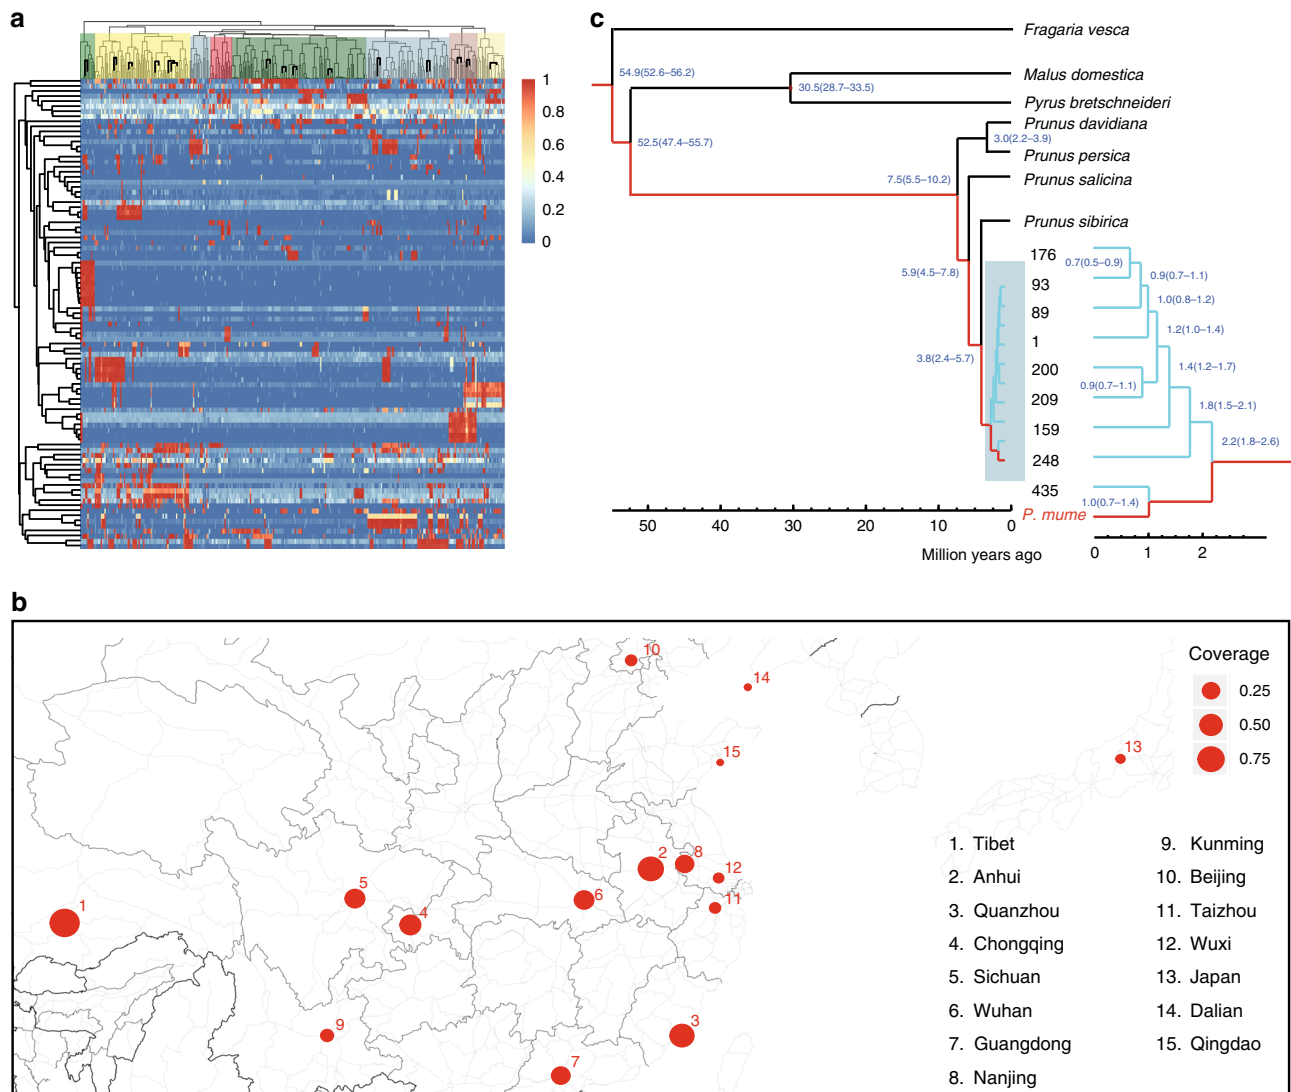 a
1
0.8
0.6
0.4
0.2
0
c
Fragaria vesca
54.9(52.6–56.2)
Malus domestica
30.5(28.7–33.5)
Pyrus bretschneideri
Prunus davidiana
3.0(2.2–3.9)
52.5(47.4–55.7)
Prunus persica
7.5(5.5–10.2)
Prunus salicina
Prunus sibirica
176
0.7(0.5–0.9)
5.9(4.5–7.8)
0.9(0.7–1.1)
93
1.0(0.8–1.2)
89
1.2(1.0–1.4)
1
3.8(2.4–5.7)
1.4(1.2–1.7)
200
0.9(0.7–1.1)
209
1.8(1.5–2.1)
159
2.2(1.8–2.6)
248
435
1.0(0.7–1.4)
P. mume
50 40 30 20 10 0
Million years ago
0 1 2
b
10
14
15
13
2
8
12
11
5
6
4
1
9
3
7
Coverage
0.25
0.50
0.75
1. Tibet
2. Anhui
3. Quanzhou
4. Chongqing
5. Sichuan
6. Wuhan
7. Guangdong
8. Nanjing
9. Kunming
10. Beijing
11. Taizhou
12. Wuxi
13. Japan
14. Dalian
15. Qingdao